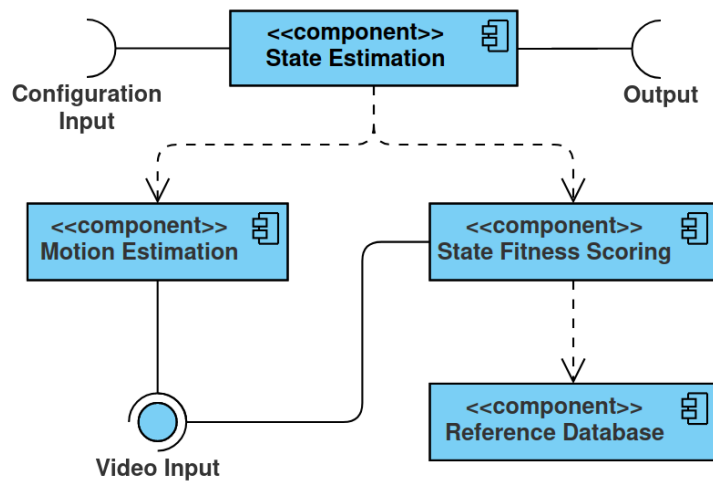 <<component>>
State Estimation
Configuration
Input
Output
<<component>>
Motion Estimation
<<component>>
State Fitness Scoring
<<component>>
Reference Database
Video Input